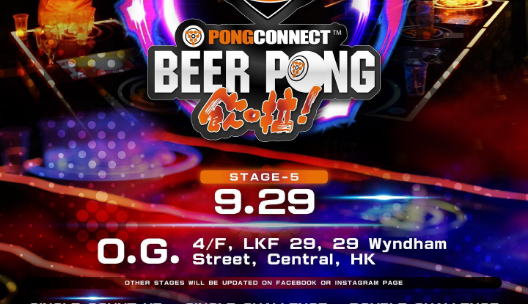 PONGCONNECT™
BEER PONG
飲樽!
STAGE-5
9.29
O.G.
4/F, LKF 29, 29 Wyndham
Street, Central, HK
OTHER STAGES WILL BE UPDATED ON FACEBOOK OR INSTAGRAM PAGE